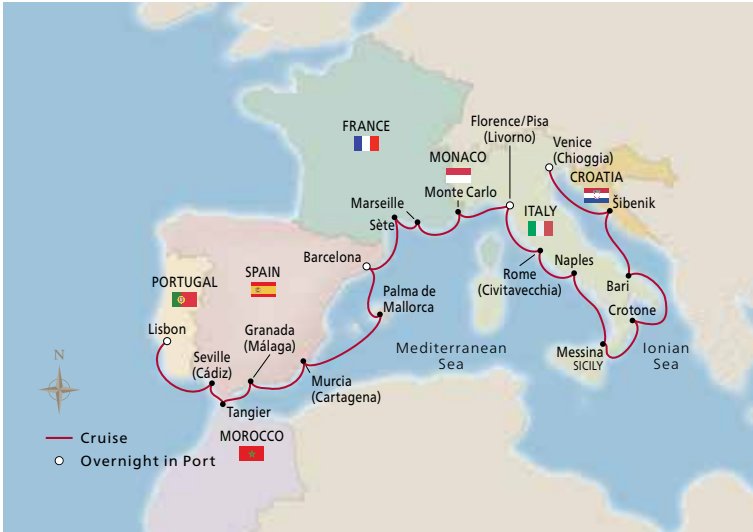 FRANCE
Florence/Pisa
(Livorno)
Venice
(Chioggia)
MONACO
Monte Carlo
CROATIA
Šibenik
Marseille
Sète
ITALY
Barcelona
Rome
(Civitavecchia)
Naples
Bari
PORTUGAL
SPAIN
Palma de
Mallorca
Crotone
Lisbon
Granada
(Málaga)
Seville
(Cádiz)
Mediterranean
Sea
Messina
SICILY
Ionian
Sea
N
Murcia
(Cartagena)
Tangier
MOROCCO
Cruise
Overnight in Port